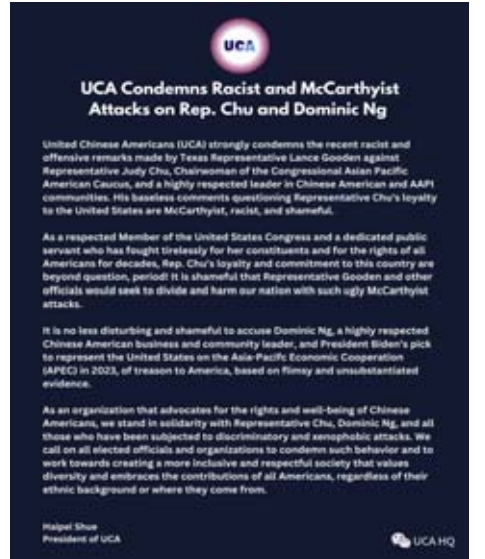 UCA
UCA Condemns Racist and McCarthyist
Attacks on Rep. Chu and Dominic Ng
United Chinese Americans (UCA) strongly condemns the recent racist and
offensive remarks made by Texas Representative Lance Gooden against
Representative Judy Chu, Chairwoman of the Congressional Asian Pacific
American Caucus, and a highly respected leader in Chinese American and AAPI
communities. His baseless comments questioning Representative Chu's loyalty
to the United States are McCarthyist, racist, and shameful.
As a respected Member of the United States Congress and a dedicated public
servant who has fought tirelessly for her constituents and for the rights of all
Americans for decades, Rep. Chu's loyalty and commitment to this country are
beyond question, period! It is shameful that Representative Gooden and other
officials would seek to divide and harm our nation with such ugly McCarthyist
attacks.
It is no less disturbing and shameful to accuse Dominic Ng, a highly respected
Chinese American business and community leader, and President Biden's pick
to represent the United States on the Asia-Pacifc Economic Cooperation
(APEC) in 2023, of treason to America, based on flimsy and unsubstantiated
evidence.
As an organization that advocates for the rights and well-being of Chinese
Americans, we stand in solidarity with Representative Chu, Dominic Ng, and all
those who have been subjected to discriminatory and xenophobic attacks. We
call on all elected officials and organizations to condemn such behavior and to
work towards creating a more inclusive and respectful society that values
diversity and embraces the contributions of all Americans, regardless of their
ethnic background or where they come from.
Haipei Shue
President of UCA
UCA HQ